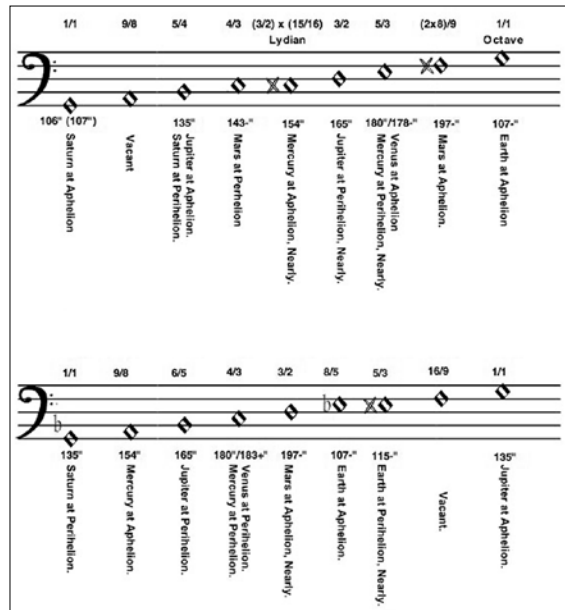 1/1 9/8 5/4 4/3 (3/2) x (15/16) 3/2 5/3 (2x8)/9 1/1
Lydian Octave
106" (107") 135" 143-" 154" 165" 180"/178-" 197-" 107-"
Saturn at Aphelion
Vacant
Jupiter at Aphelion.
Saturn at Perihelion.
Mars at Perhelion
Mercury at Aphelion, Nearly.
Jupiter at Perihelion, Nearly.
Venus at Aphelion
Mercury at Perihelion, Nearly.
Mars at Aphelion.
Earth at Aphelion
1/1 9/8 6/5 4/3 3/2 8/5 5/3 16/9 1/1
135" 154" 165" 180"/183+" 197-" 107-" 115-" 135"
Saturn at Perihelion.
Mercury at Aphelion.
Jupiter at Perihelion.
Venus at Perihelion.
Mercury at Perhelion.
Mars at Aphelion, Nearly.
Earth at Aphelion.
Earth at Perihelion, Nearly.
Vacant.
Jupiter at Aphelion.